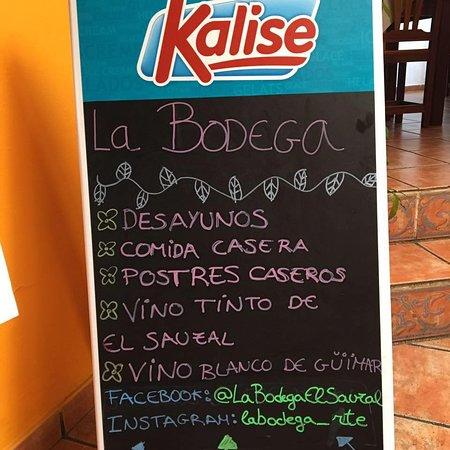 Kalise
La Bodega
DESAYUNOS
COMIDA CASERA
POSTRES CASEROS
VINO TINTO DE
EL SAUZAL
VINO BLANCO DE GÜIMAR
FACEBOOK: @LaBodegaElSauzal
INSTAGRAM: labodega_rite